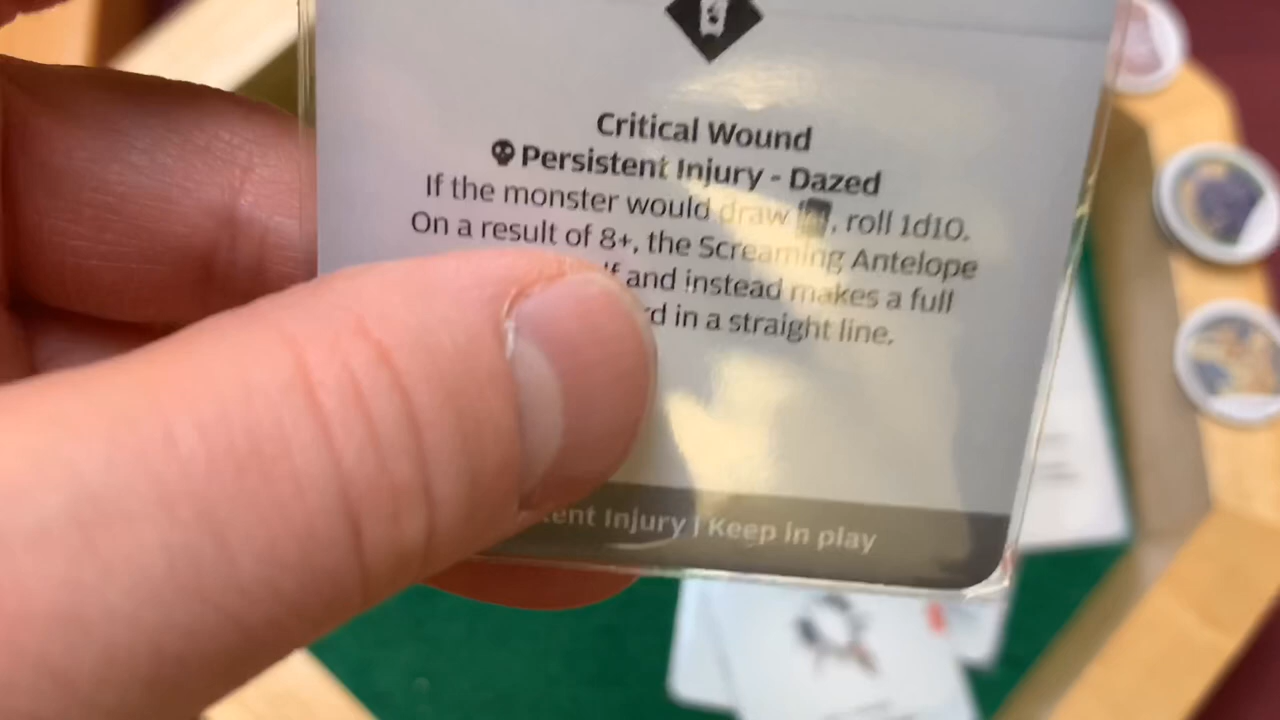 Critical Wound
Persistent Injury - Dazed
If the monster would draw , roll 1d10.
On a result of 8+, the Screaming Antelope
and instead makes a full
in a straight line.
Injury | Keep in play